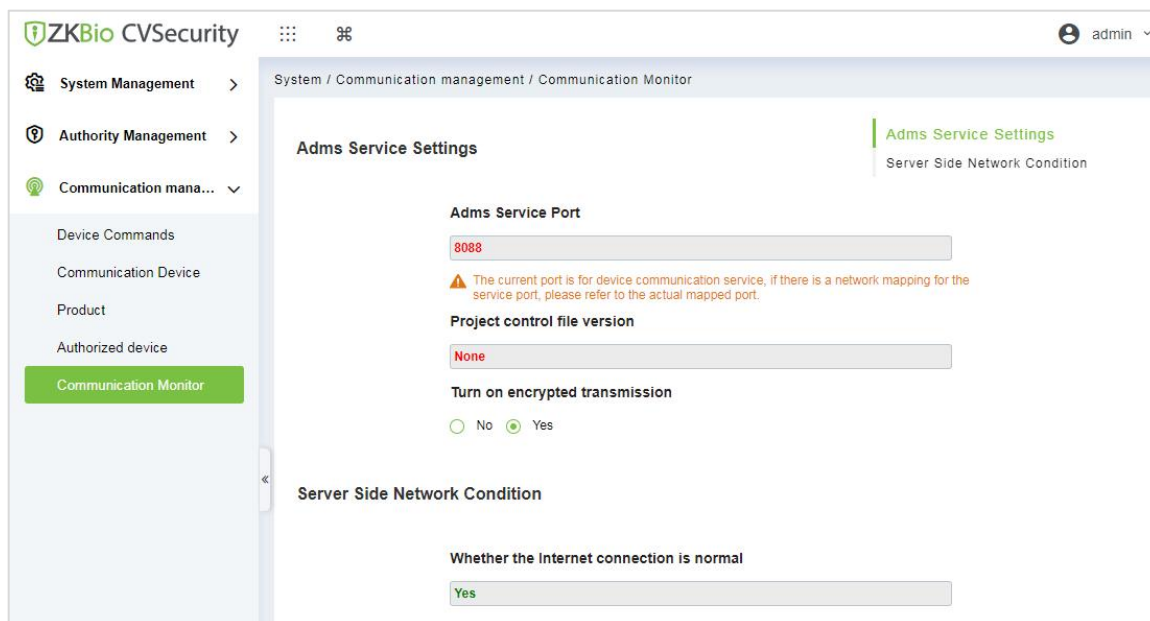 ZKBio CVSecurity
admin
System Management
Authority Management
Communication mana...
Device Commands
Communication Device
Product
Authorized device
Communication Monitor
System / Communication management / Communication Monitor
Adms Service Settings
Adms Service Settings
Server Side Network Condition
Adms Service Port
8088
The current port is for device communication service, if there is a network mapping for the
service port, please refer to the actual mapped port.
Project control file version
None
Turn on encrypted transmission
No Yes
Server Side Network Condition
Whether the Internet connection is normal
Yes